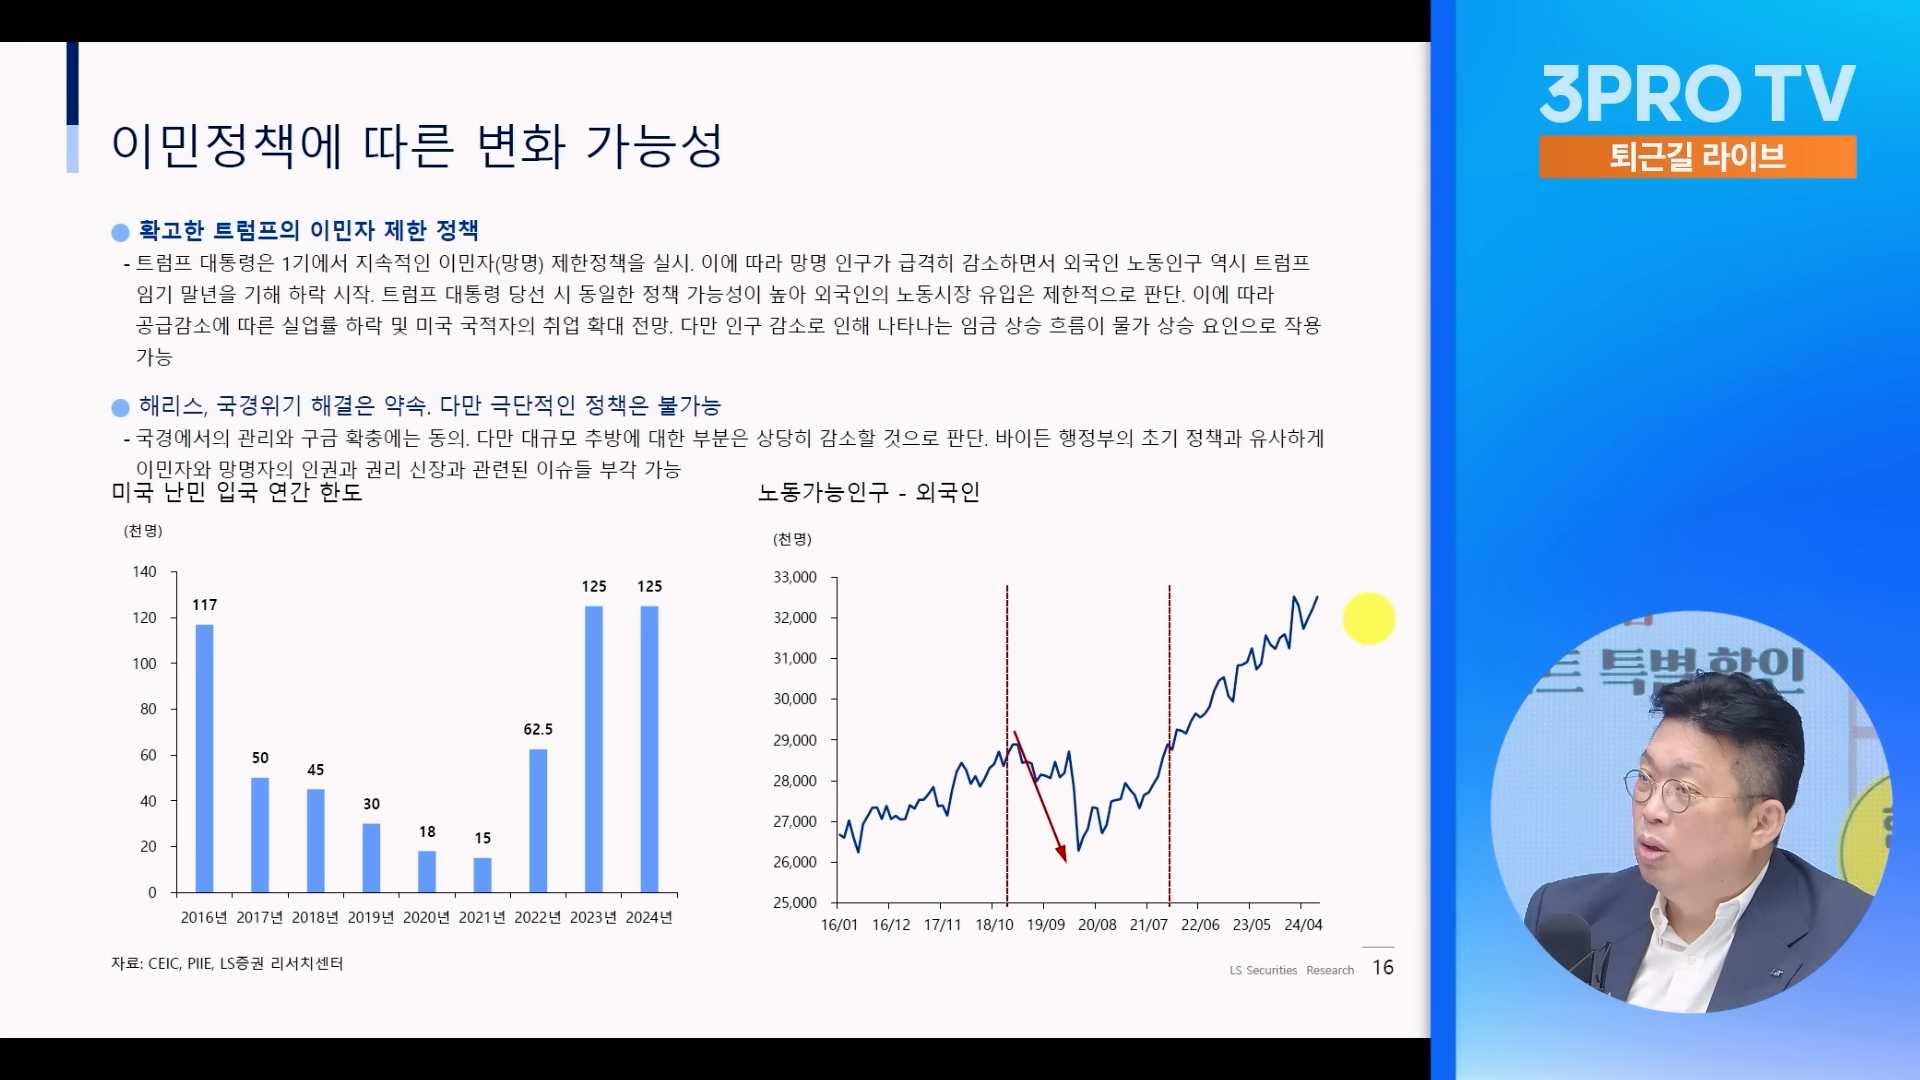 3PRO TV
퇴근길 라이브
이민정책에 따른 변화 가능성
확고한 트럼프의 이민자 제한 정책
- 트럼프 대통령은 1기에서 지속적인 이민자(망명) 제한정책을 실시. 이에 따라 망명 인구가 급격히 감소하면서 외국인 노동인구 역시 트럼프
임기 말년을 기해 하락 시작. 트럼프 대통령 당선 시 동일한 정책 가능성이 높아 외국인의 노동시장 유입은 제한적으로 판단. 이에 따라
공급감소에 따른 실업률 하락 및 미국 국적자의 취업 확대 전망. 다만 인구 감소로 인해 나타나는 임금 상승 흐름이 물가 상승 요인으로 작용
가능
해리스, 국경위기 해결은 약속. 다만 극단적인 정책은 불가능
- 국경에서의 관리와 구금 확충에는 동의. 다만 대규모 추방에 대한 부분은 상당히 감소할 것으로 판단. 바이든 행정부의 초기 정책과 유사하게
이민자와 망명자의 인권과 권리 신장과 관련된 이슈들 부각 가능
미국 난민 입국 연간 한도
(천명)
140
120
100
80
60
40
20
0
117
50
45
30
18
15
62.5
125
125
2016년 2017년 2018년 2019년 2020년 2021년 2022년 2023년 2024년
노동가능인구 - 외국인
(천명)
33,000
32,000
31,000
30,000
29,000
28,000
27,000
26,000
25,000
16/01 16/12 17/11 18/10 19/09 20/08 21/07 22/06 23/05 24/04
자료: CEIC, PIIE, LS증권 리서치센터
LS Securities Research 16
특별할인